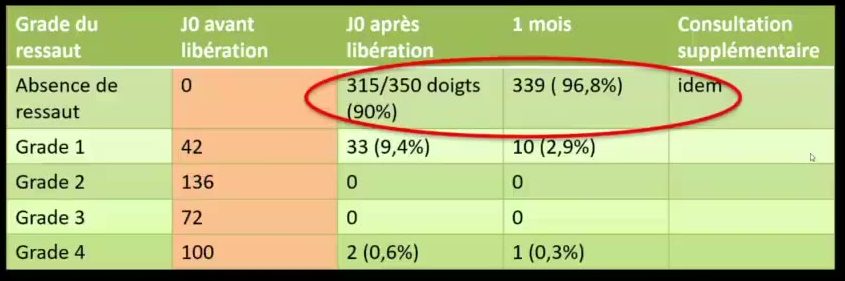 Grade du ressaut J0 avant libération J0 après libération 1 mois Consultation supplémentaire
Absence de ressaut 0 315/350 doigts (90%) 339 ( 96,8%) idem
Grade 1 42 33 (9,4%) 10 (2,9%)
Grade 2 136 0 0
Grade 3 72 0 0
Grade 4 100 2 (0,6%) 1 (0,3%)